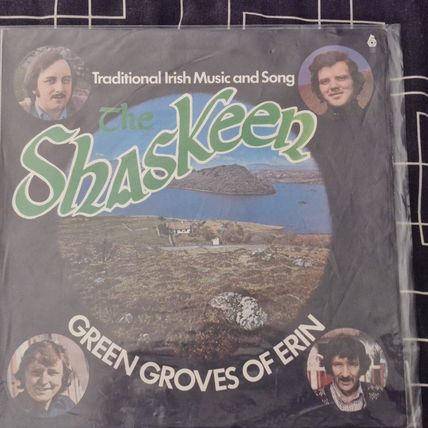 Traditional Irish Music and Song
The
Shaskeen
GREEN GROVES OF ERIN